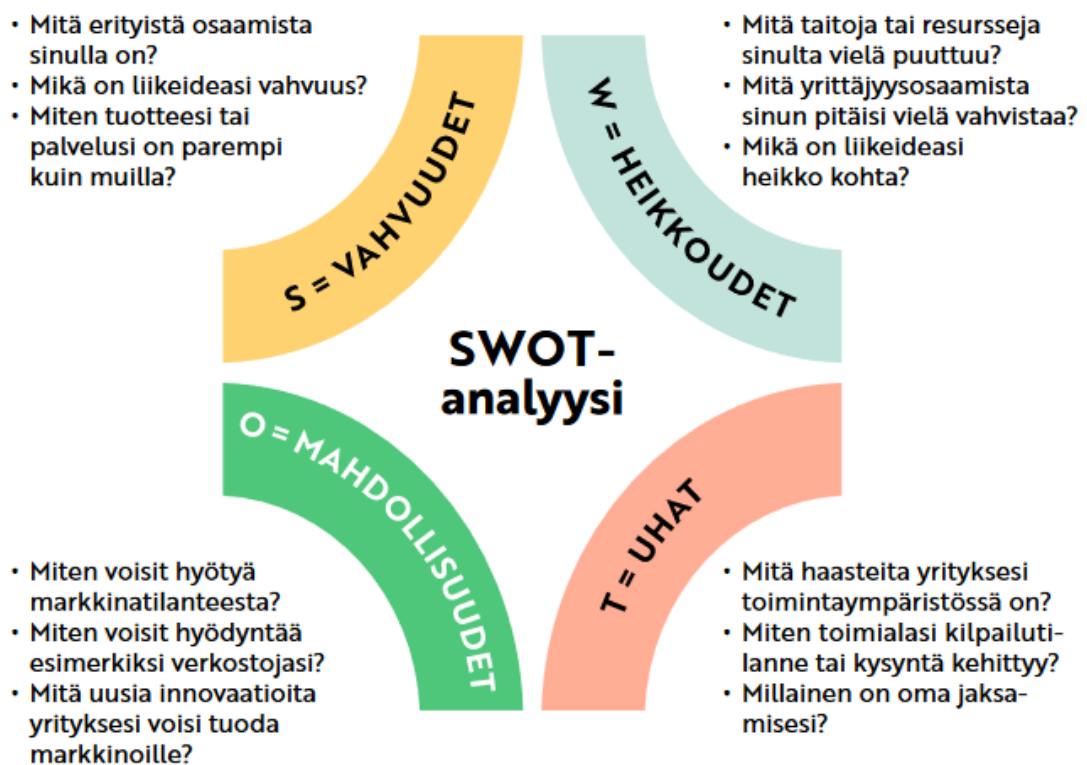 • Mitä erityistä osaamista
sinulla on?
• Mikä on liikeideasi vahvuus?
• Miten tuotteesi tai
palvelusi on parempi
kuin muilla?
S = VAHVUUDET
• Mitä taitoja tai resursseja
sinulta vielä puuttuu?
• Mitä yrittäjyysosaamista
sinun pitäisi vielä vahvistaa?
• Mikä on liikeideasi
heikko kohta?
W = HEIKKOUDET
SWOT-
analyysi
O = MAHDOLLISUUDET
• Miten voisit hyötyä
markkinatilanteesta?
• Miten voisit hyödyntää
esimerkiksi verkostojasi?
• Mitä uusia innovaatioita
yrityksesi voisi tuoda
markkinoille?
T = UHAT
• Mitä haasteita yrityksesi
toimintaympäristössä on?
• Miten toimialasi kilpailuti-
lanne tai kysyntä kehittyy?
• Millainen on oma jaksa-
misesi?